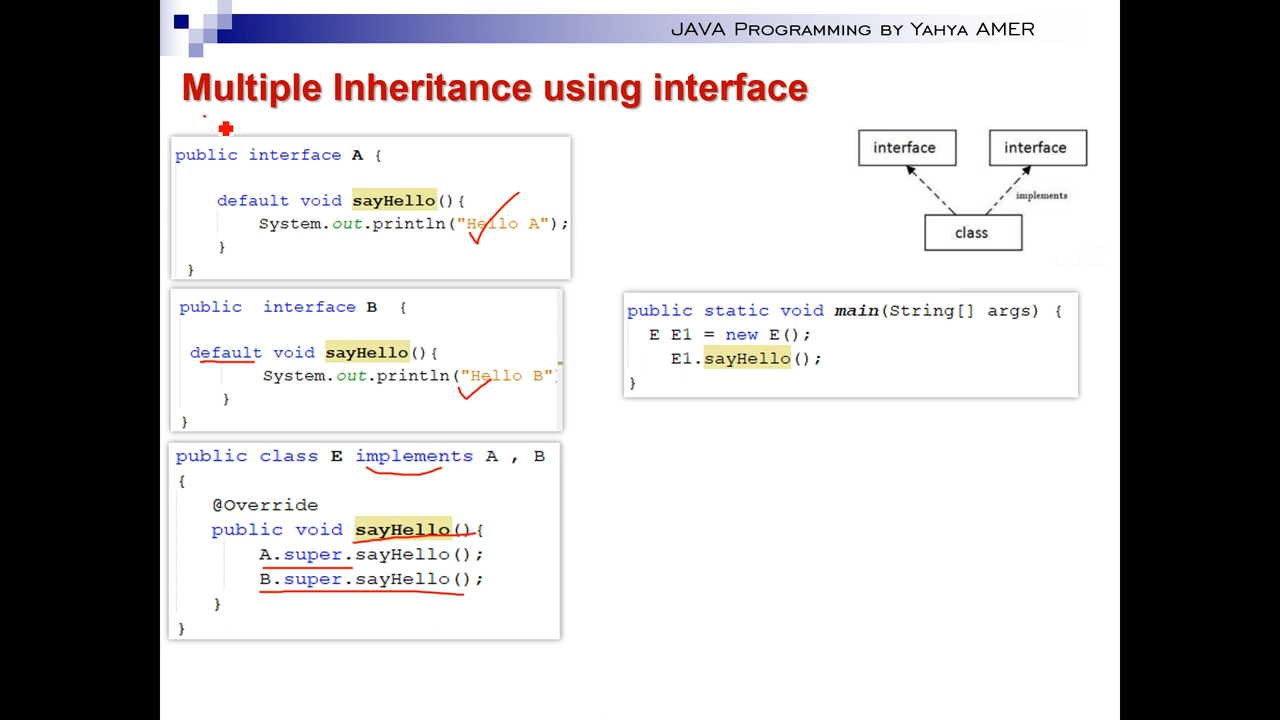 JAVA PROGRAMMING BY YAHYA AMER
Multiple Inheritance using interface
public interface A {
default void sayHello(){
System.out.println("Hello A");
}
}
public interface B {
default void sayHello(){
System.out.println("Hello B"
}
}
public class E implements A , B
{
@Override
public void sayHello(){
A.super.sayHello();
B.super.sayHello();
}
}
interface interface
implements
class
public static void main(String[] args) {
E E1 = new E();
E1.sayHello();
}